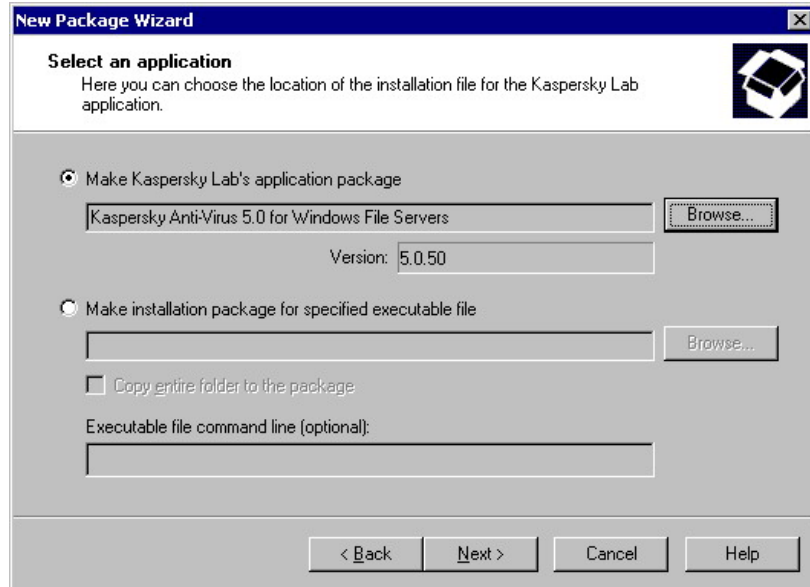 New Package Wizard
Select an application
Here you can choose the location of the installation file for the Kaspersky Lab
application.
Make Kaspersky Lab's application package
Kaspersky Anti-Virus 5.0 for Windows File Servers
Browse...
Version: 5.0.50
Make installation package for specified executable file
Browse...
Copy entire folder to the package
Executable file command line (optional):
< Back
Next >
Cancel
Help